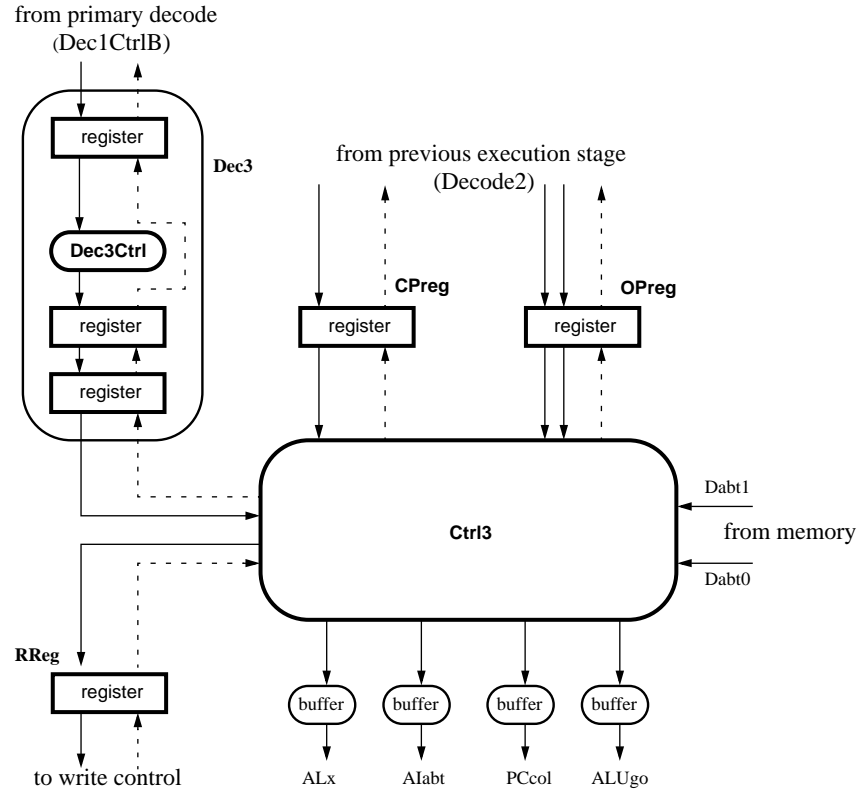 from primary decode
(Dec1CtrlB)
register
Dec3
Dec3Ctrl
register
register
from previous execution stage
(Decode2)
CPreg
register
OPreg
register
Ctrl3
Dabt1
from memory
Dabt0
RReg
register
to write control
buffer
buffer
buffer
buffer
ALx
AIabt
PCcol
ALUgo